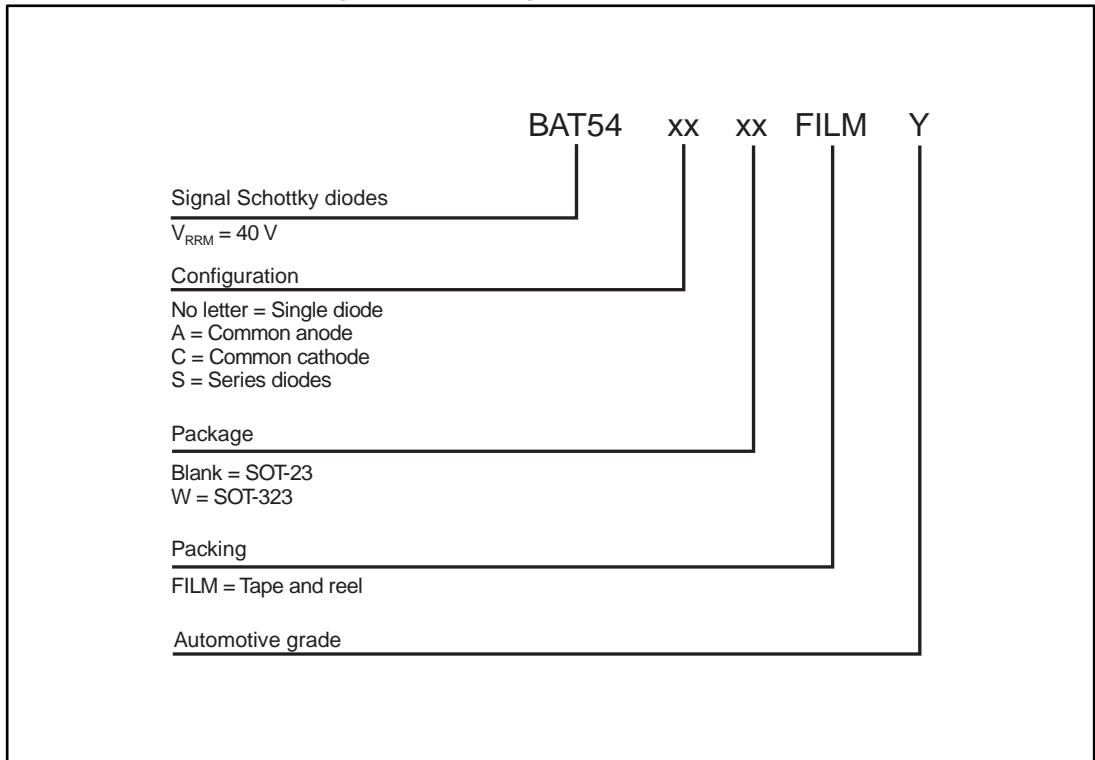 BAT54 xx xx FILM Y
Signal Schottky diodes
VRRM = 40 V
Configuration
No letter = Single diode
A = Common anode
C = Common cathode
S = Series diodes
Package
Blank = SOT-23
W = SOT-323
Packing
FILM = Tape and reel
Automotive grade